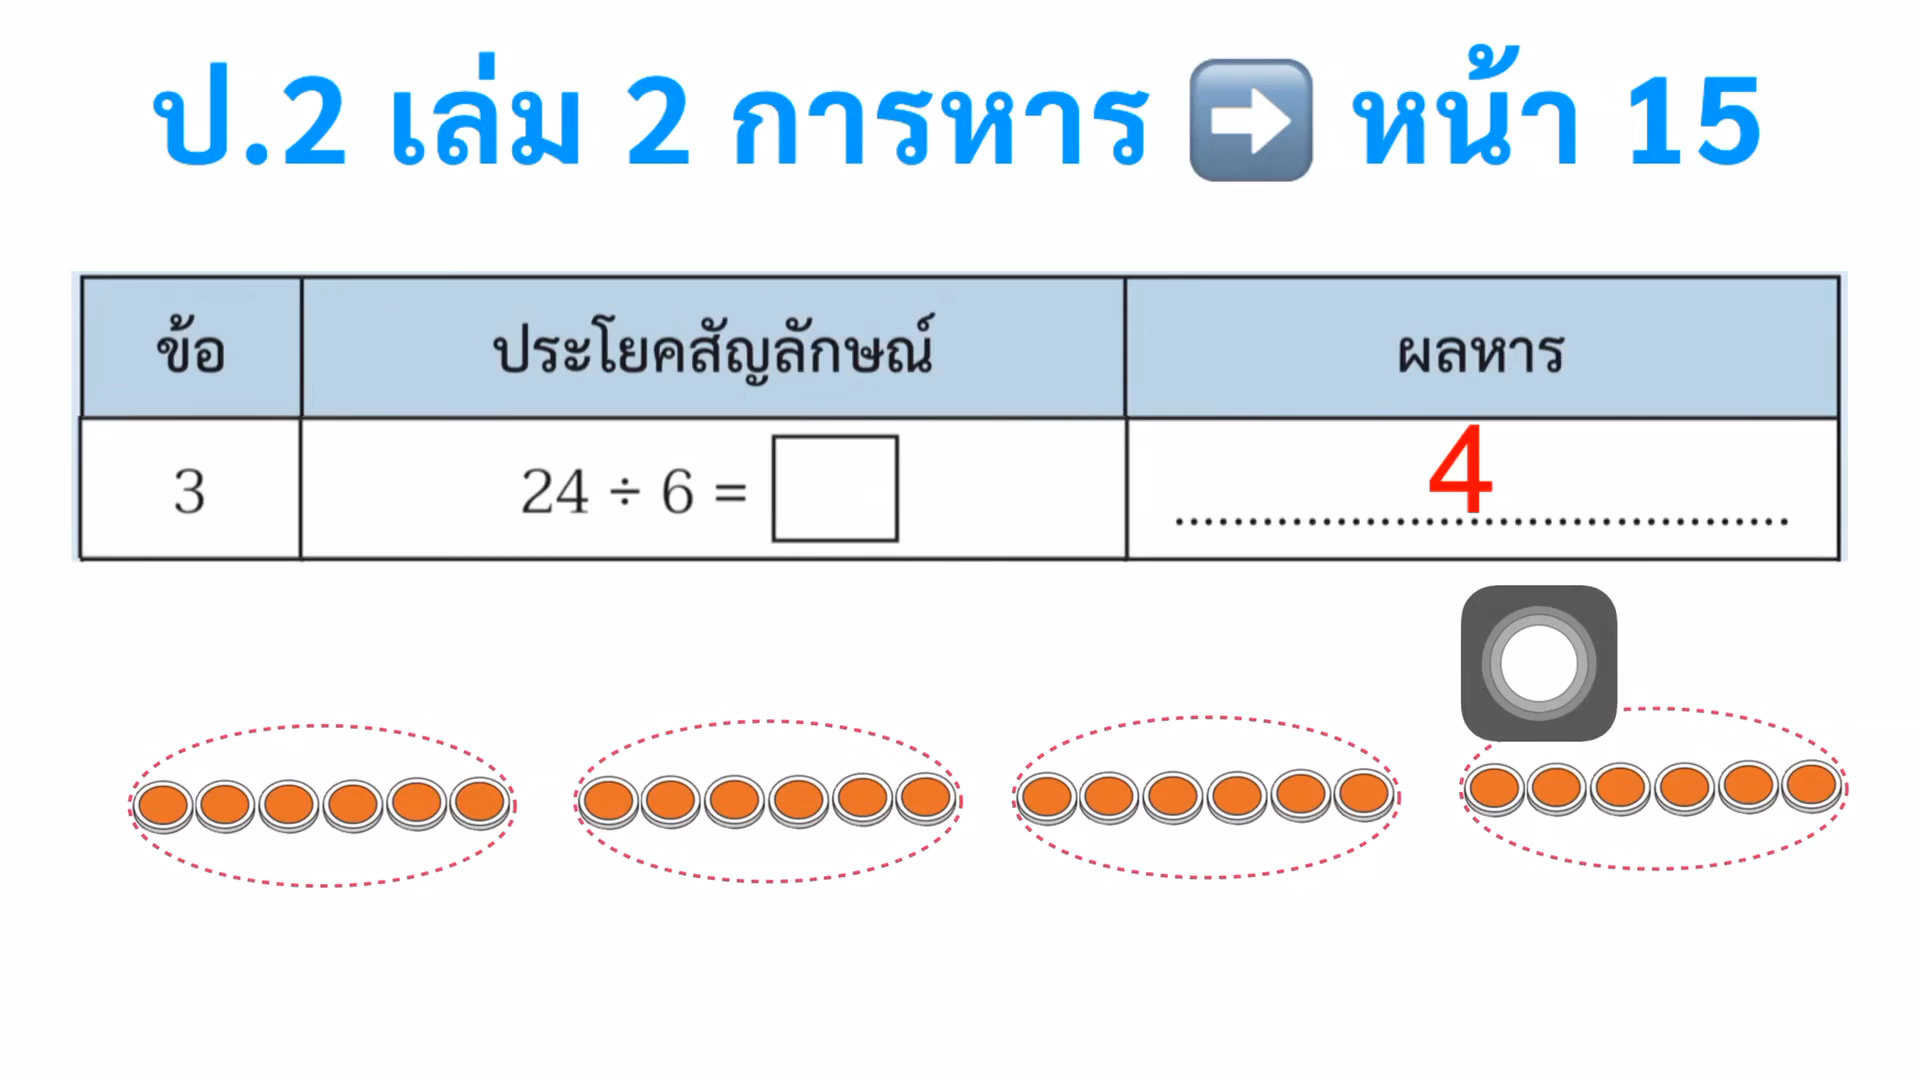 ป.2 เล่ม 2 การหาร ➡️ หน้า 15
ข้อ ประโยคสัญลักษณ์ ผลหาร
3 24 ÷ 6 = □ 4